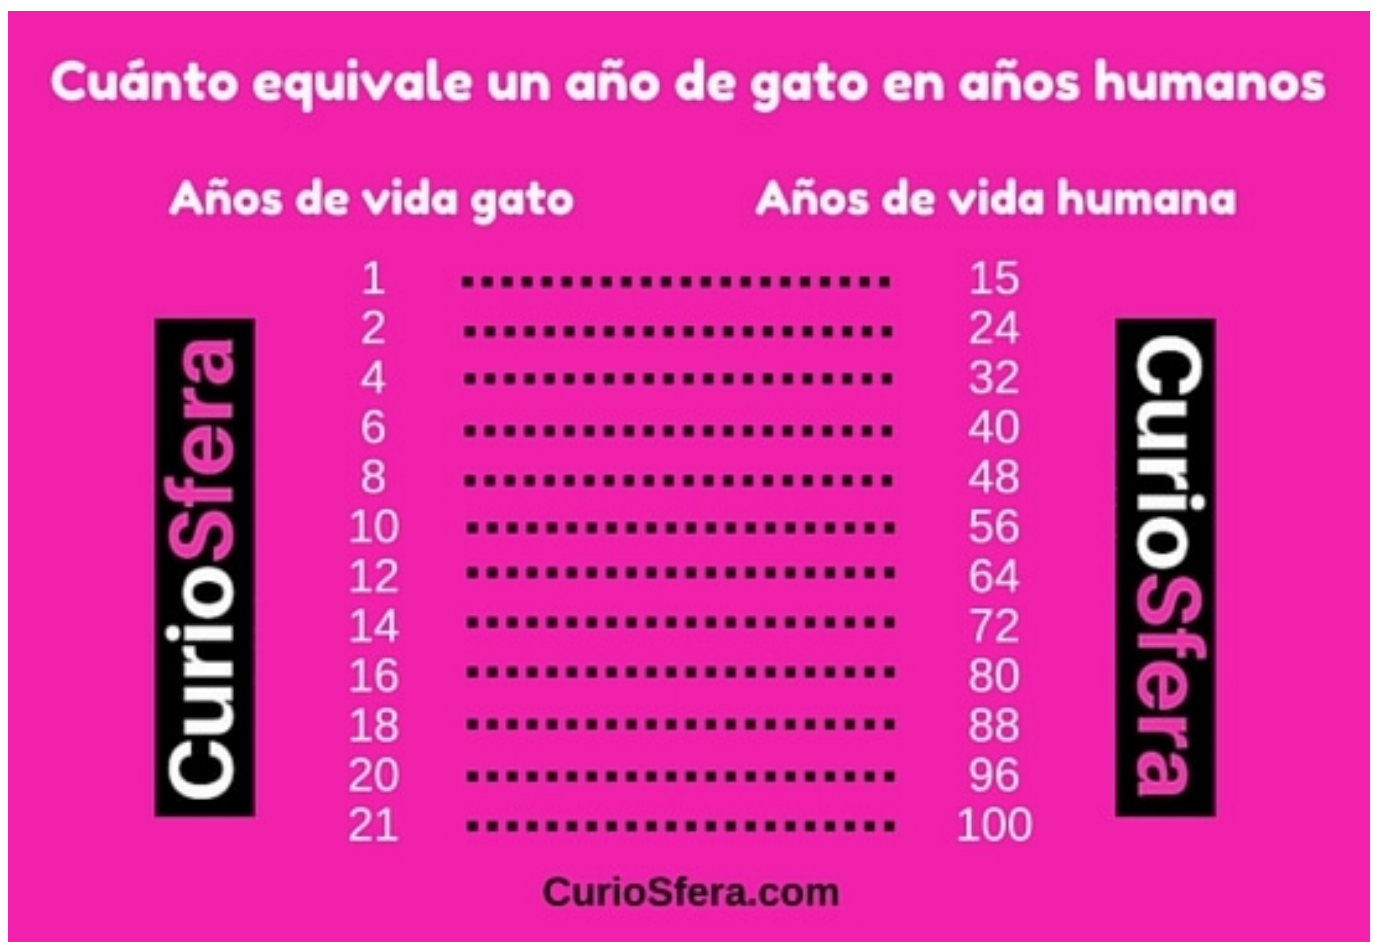 Cuánto equivale un año de gato en años humanos
Años de vida gato Años de vida humana
1 15
2 24
4 32
6 40
8 48
10 56
12 64
14 72
16 80
18 88
20 96
21 100
CurioSfera
CurioSfera
CurioSfera.com